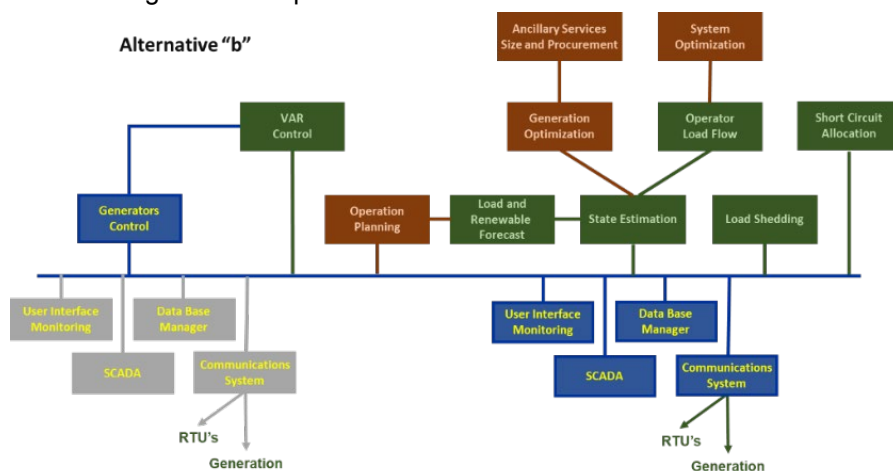 Alternative “b”
Ancillary Services
Size and Procurement
System
Optimization
VAR
Control
Generation
Optimization
Operator
Load Flow
Short Circuit
Allocation
Generators
Control
Operation
Planning
Load and
Renewable
Forecast
State Estimation
Load Shedding
User Interface
Monitoring
Data Base
Manager
SCADA
Communications
System
RTU's
Generation
User Interface
Monitoring
Data Base
Manager
SCADA
Communications
System
RTU's
Generation